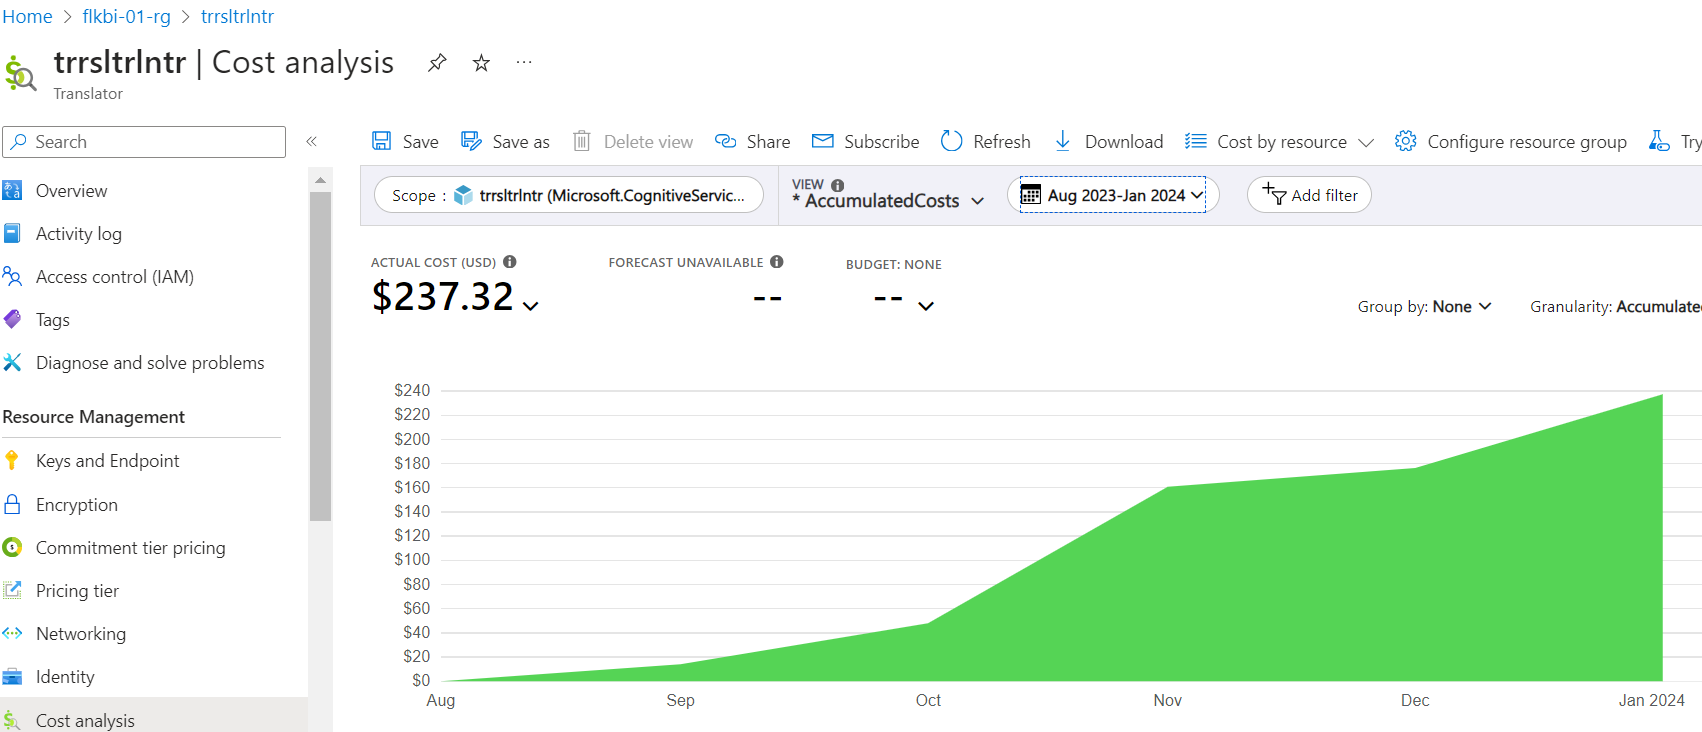 Home > flkbi-01-rg > trrsltrlntr
trrsltrlntr | Cost analysis
Translator
Search
Overview
Activity log
Access control (IAM)
Tags
Diagnose and solve problems
Resource Management
Keys and Endpoint
Encryption
Commitment tier pricing
Pricing tier
Networking
Identity
Cost analysis
Save Save as Delete view Share Subscribe Refresh Download Cost by resource Configure resource group Try
Scope : trrsltrlntr (Microsoft.CognitiveServic...
VIEW
* AccumulatedCosts
Aug 2023-Jan 2024
Add filter
ACTUAL COST (USD)
$237.32
FORECAST UNAVAILABLE
--
BUDGET: NONE
--
Group by: None
Granularity: Accumulated
$240
$220
$200
$180
$160
$140
$120
$100
$80
$60
$40
$20
$0
Aug Sep Oct Nov Dec Jan 2024